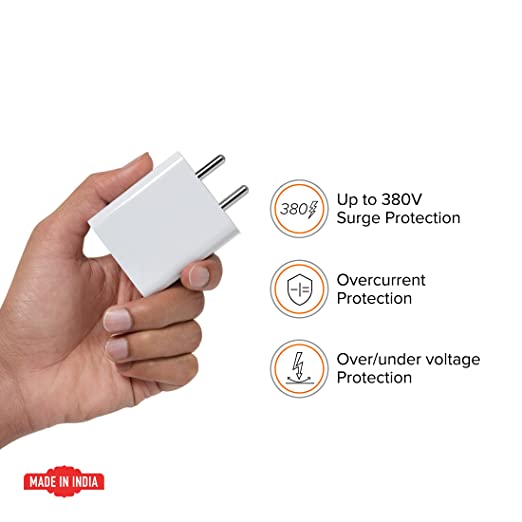 380
Up to 380V
Surge Protection
Overcurrent
Protection
Over/under voltage
Protection
MADE IN INDIA